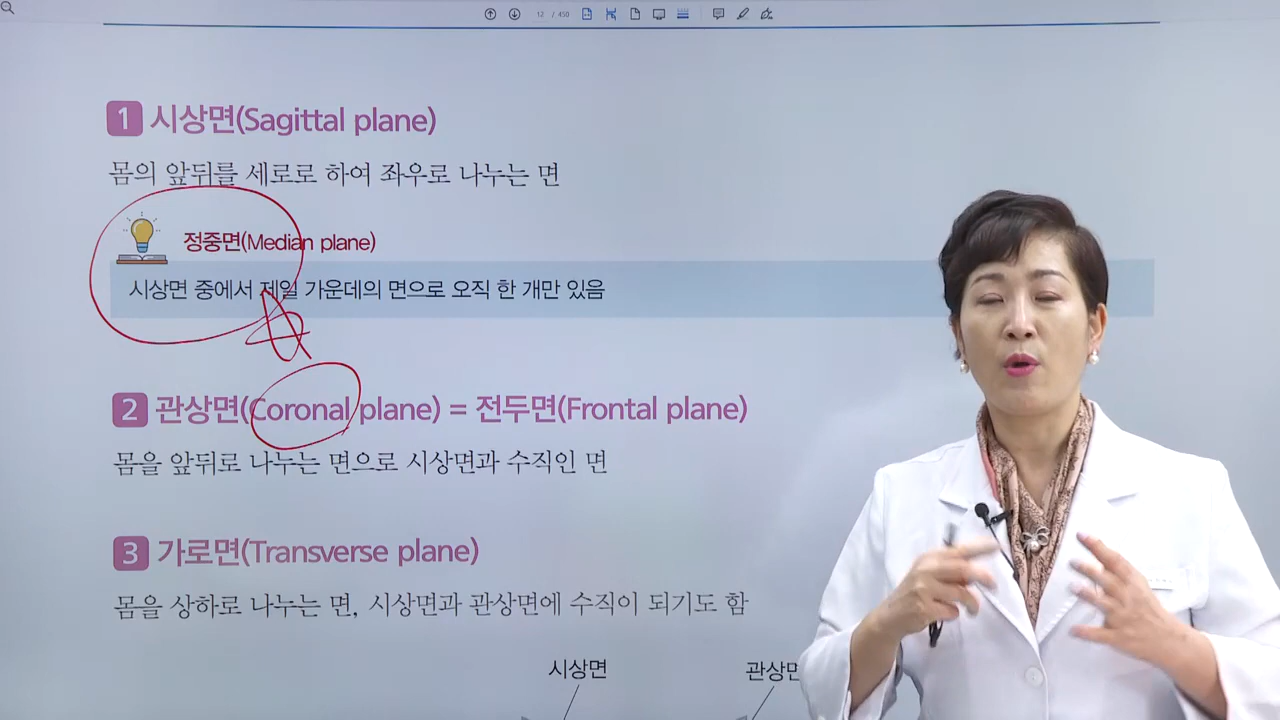 12 / 450
1 시상면(Sagittal plane)
몸의 앞뒤를 세로로 하여 좌우로 나누는 면
정중면(Median plane)
시상면 중에서 제일 가운데의 면으로 오직 한 개만 있음
2 관상면(Coronal plane) = 전두면(Frontal plane)
몸을 앞뒤로 나누는 면으로 시상면과 수직인 면
3 가로면(Transverse plane)
몸을 상하로 나누는 면, 시상면과 관상면에 수직이 되기도 함
시상면 관상면